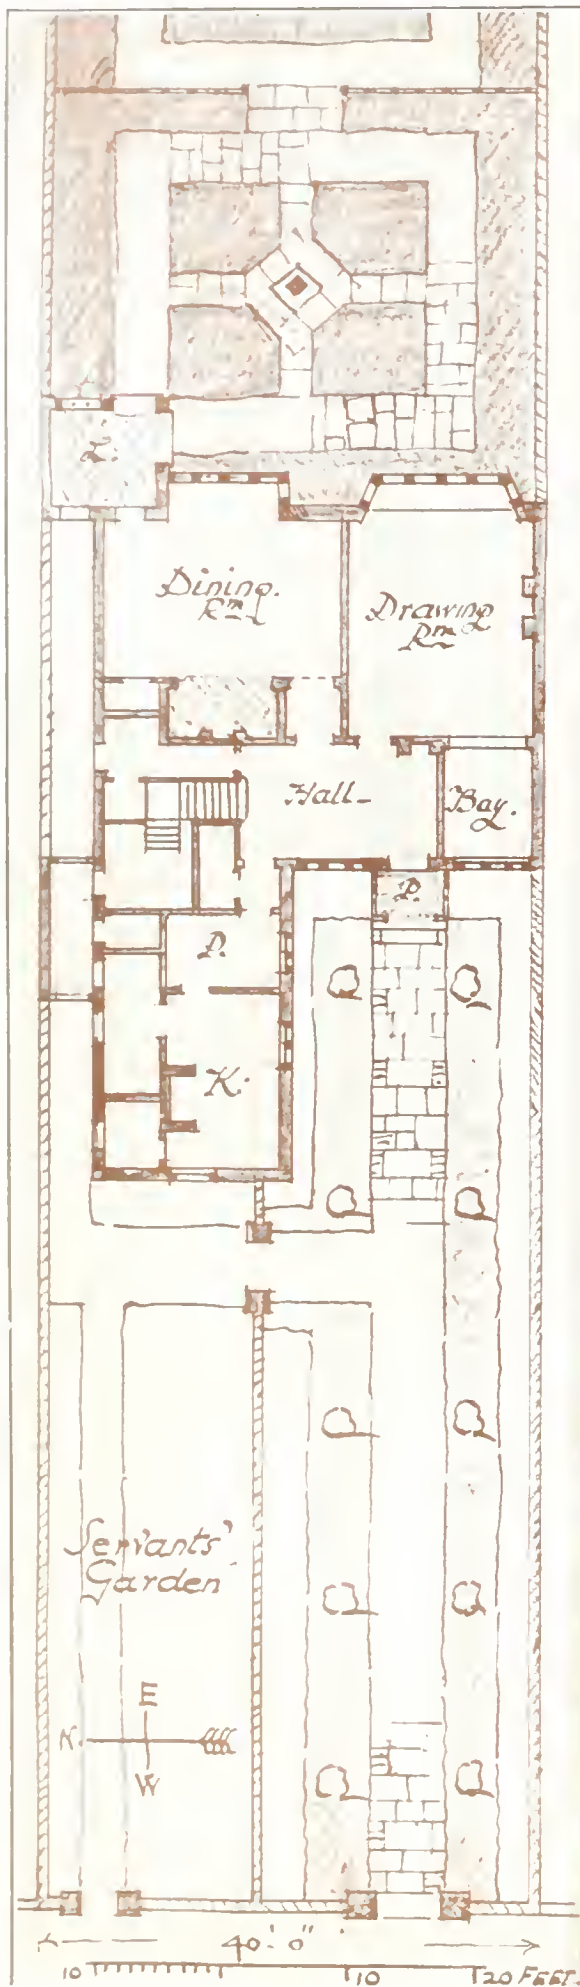 L.
Dining
Rm
Drawing
Rm
Hall
Bay.
P.
P.
K.
Servants'
Garden
E
N.
W
40'.0"
10 10 20 FEET.